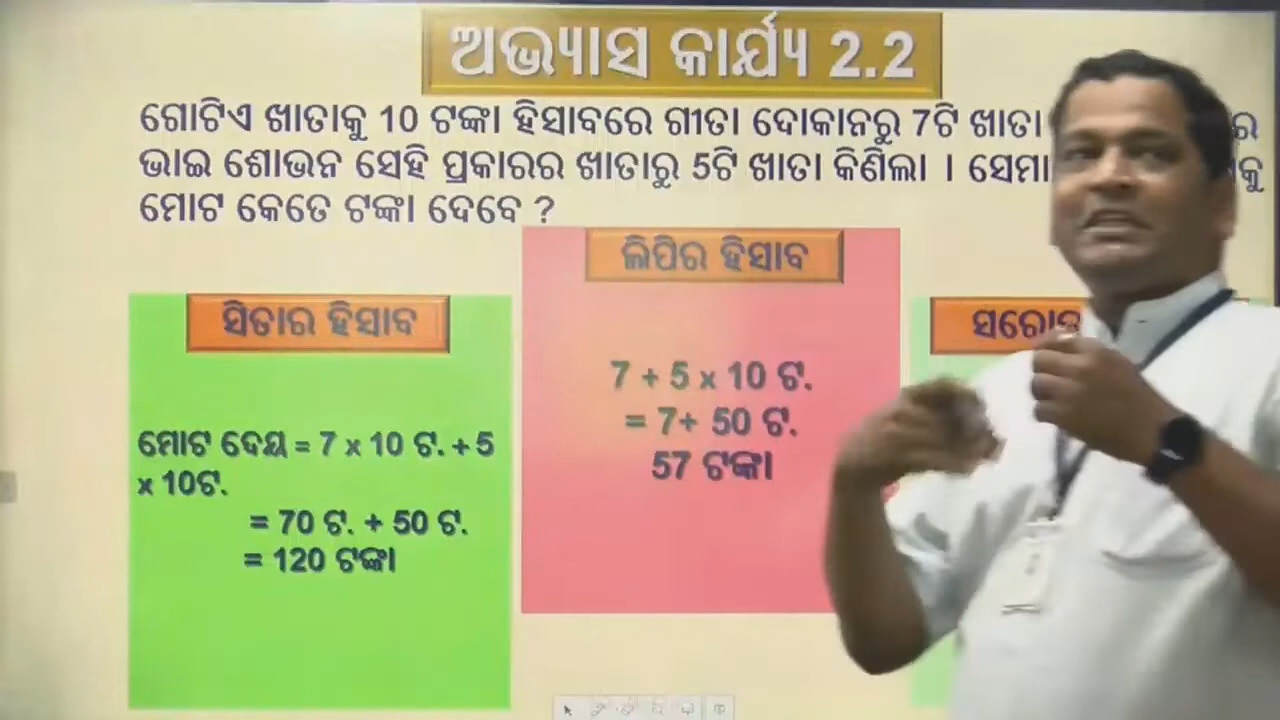 ଅଭ୍ୟାସ କାର୍ଯ୍ୟ 2.2
ଗୋଟିଏ ଖାତାକୁ 10 ଟଙ୍କା ହିସାବରେ ଗୀତା ଦୋକାନରୁ 7ଟି ଖାତା
ଭାଇ ଶୋଭନ ସେହି ପ୍ରକାରର ଖାତାରୁ 5ଟି ଖାତା କିଣିଲା ।
ମୋଟ କେତେ ଟଙ୍କା ଦେବେ ?
ସିତାର ହିସାବ
ମୋଟ ଦେୟ = 7 x 10 ଟ. + 5
x 10ଟ.
= 70 ଟ. + 50 ଟ.
= 120 ଟଙ୍କା
ଲିପିର ହିସାବ
7 + 5 x 10 ଟ.
= 7+ 50 ଟ.
57 ଟଙ୍କା